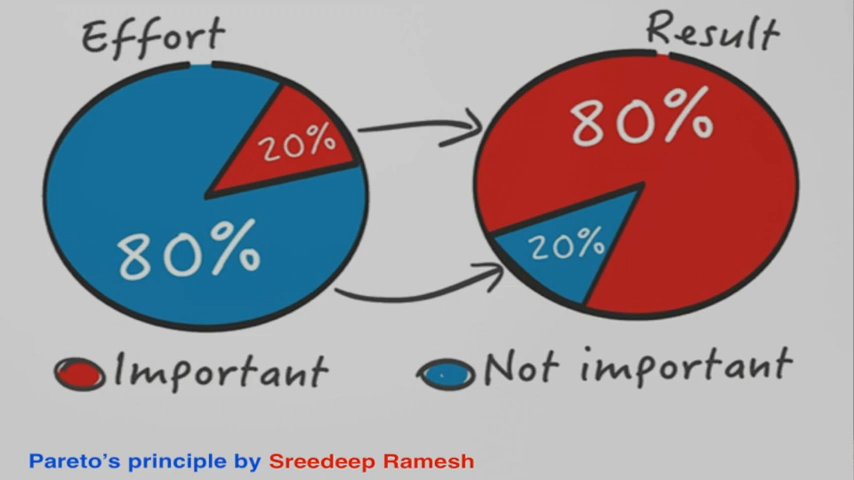 Effort
Result
20%
80%
80%
20%
Important
Not important
Pareto’s principle by Sreedeep Ramesh